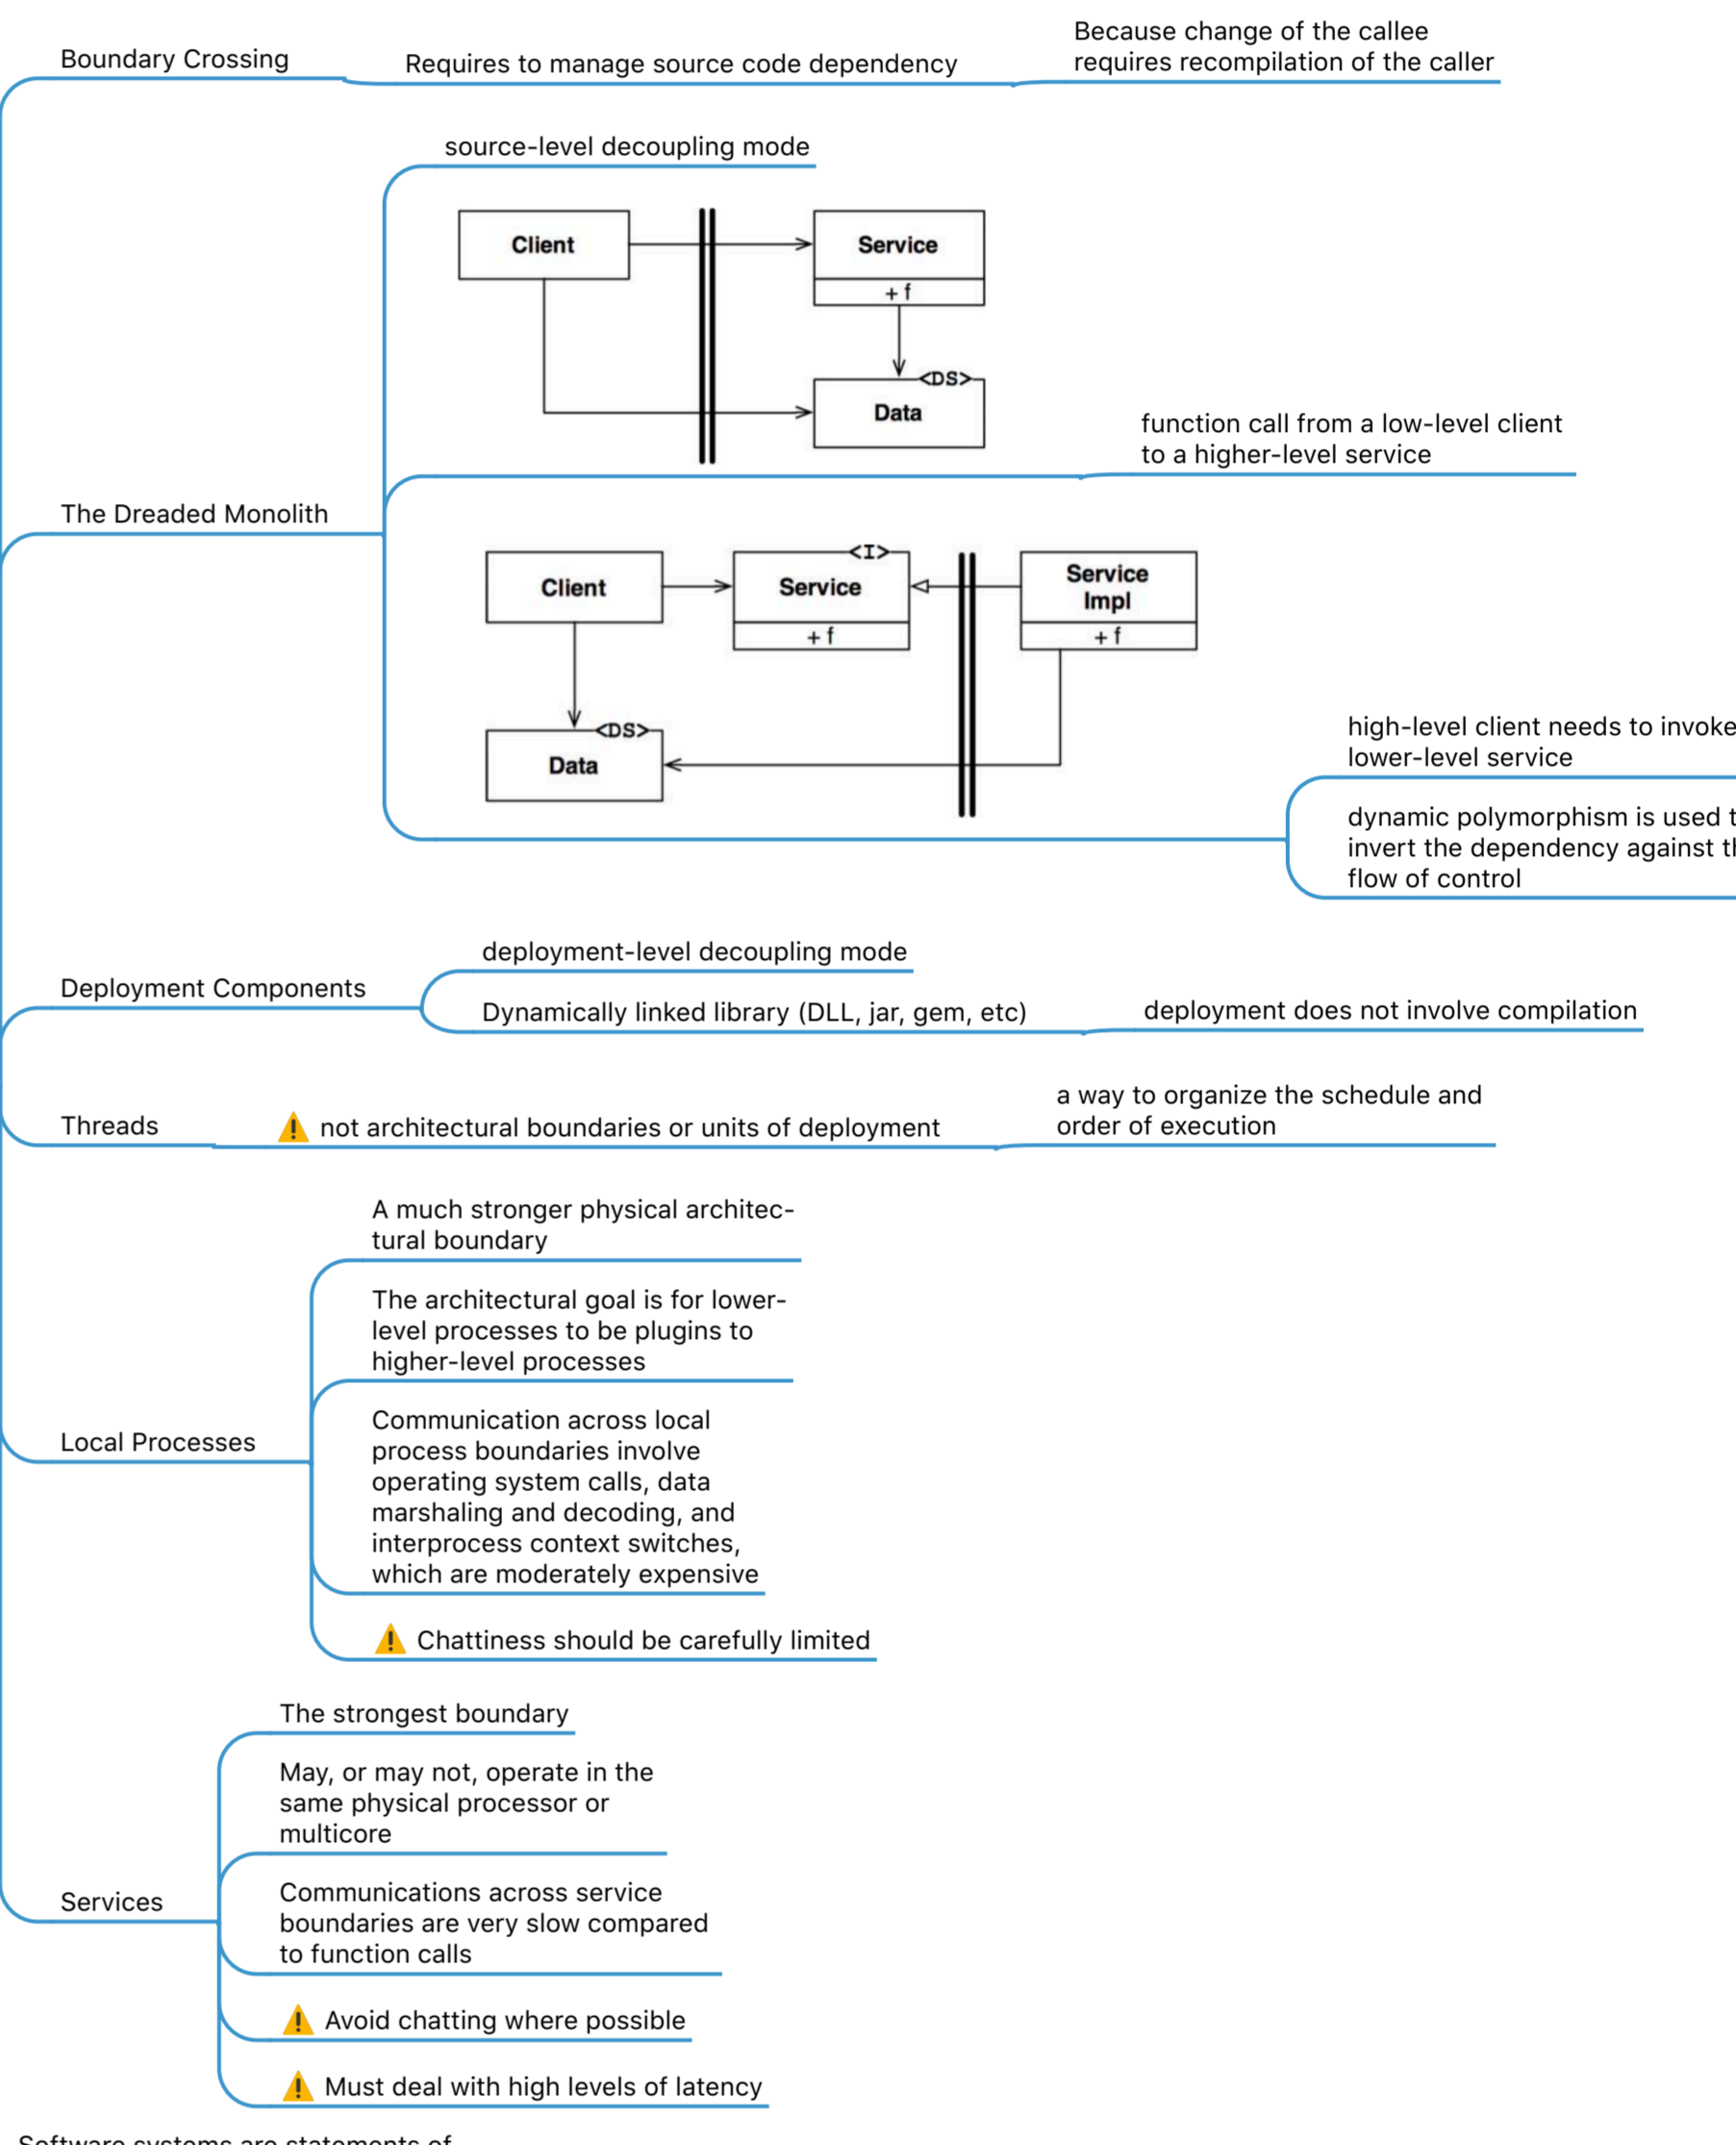 Boundary Crossing
Requires to manage source code dependency
Because change of the callee
requires recompilation of the caller
The Dreaded Monolith
source-level decoupling mode
Client
Service
+ f
<DS>
Data
function call from a low-level client
to a higher-level service
Client
<I>
Service
+ f
Service
Impl
+ f
<DS>
Data
high-level client needs to invoke
lower-level service
dynamic polymorphism is used
invert the dependency against
flow of control
Deployment Components
deployment-level decoupling mode
Dynamically linked library (DLL, jar, gem, etc)
deployment does not involve compilation
Threads
⚠ not architectural boundaries or units of deployment
a way to organize the schedule and
order of execution
Local Processes
A much stronger physical architec-
tural boundary
The architectural goal is for lower-
level processes to be plugins to
higher-level processes
Communication across local
process boundaries involve
operating system calls, data
marshaling and decoding, and
interprocess context switches,
which are moderately expensive
⚠ Chattiness should be carefully limited
Services
The strongest boundary
May, or may not, operate in the
same physical processor or
multicore
Communications across service
boundaries are very slow compared
to function calls
⚠ Avoid chatting where possible
⚠ Must deal with high levels of latency
Software systems are statements of